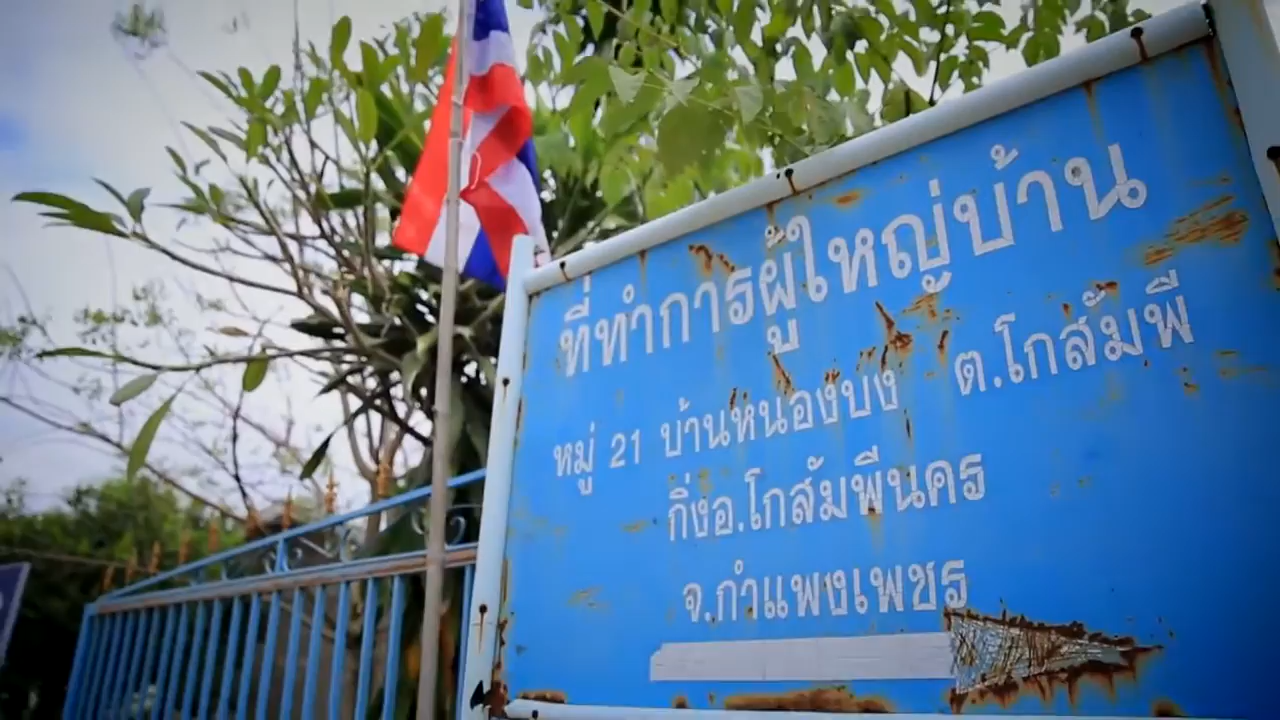 ที่ทำการผู้ใหญ่บ้าน
หมู่ 21 บ้านหนองบง ต.โกสัมพี
กิ่งอ.โกสัมพีนคร
จ.กำแพงเพชร